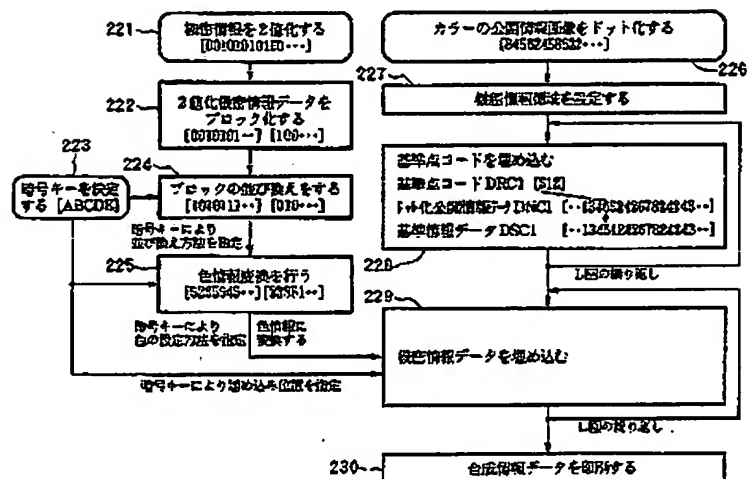 221
機密情報を2値化する
[001000101E0・・・]
カラーの公開情報画像をドット化する
[84562458532・・・]
226
222
2値化機密情報データを
ブロック化する
[0010101・・] [100・・・]
227
機密情報領域を設定する
223
暗号キーを設定
する [ABCDE]
224
ブロックの並び換えをする
暗号キーにより
並び換え方法を指定
基準点コードを埋め込む
基準点コード DRC1 [512]
ドット化公開情報データ DNC1
基準情報データ DSC1
228
L回の繰り返し
225
色情報変換を行う
暗号キーにより
色の設定方法を指定
色情報に
変換する
229
機密情報データを埋め込む
暗号キーにより埋め込み位置を指定
L回の繰り返し
230
合成情報データを印刷する